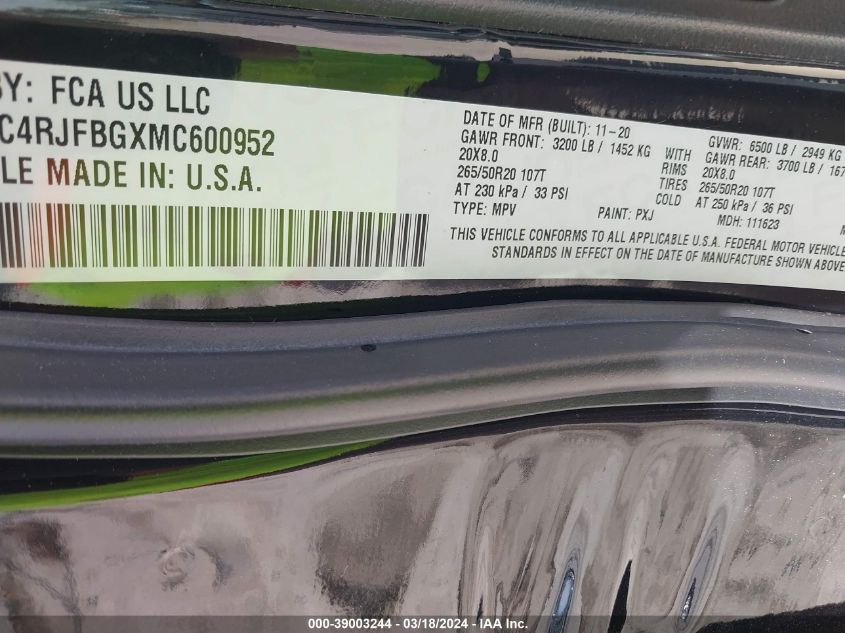 BY: FCA US LLC
C4RJFBGXMC600952
LE MADE IN: U.S.A.
DATE OF MFR (BUILT): 11-20
GVWR: 6500 LB / 2949 KG
GAWR FRONT: 3200 LB / 1452 KG WITH GAWR REAR: 3700 LB / 167
20X8.0 RIMS 20X8.0
265/50R20 107T TIRES 265/50R20 107T
AT 230 kPa / 33 PSI COLD AT 250 kPa / 36 PSI
TYPE: MPV PAINT: PXJ MDH: 111623 M
THIS VEHICLE CONFORMS TO ALL APPLICABLE U.S.A. FEDERAL MOTOR VEHICLE
STANDARDS IN EFFECT ON THE DATE OF MANUFACTURE SHOWN ABOVE
000-39003244 - 03/18/2024 - IAA Inc.